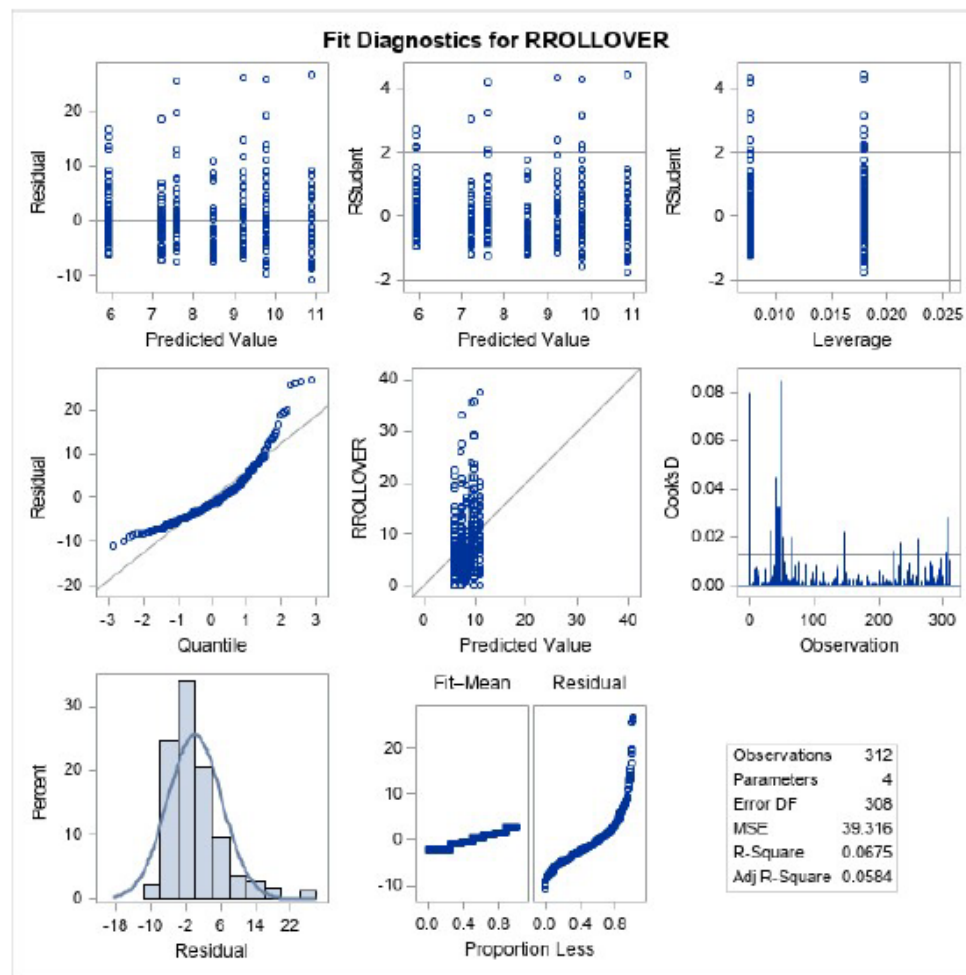 Fit Diagnostics for RROLLOVER
Residual
20
10
0
-10
6 7 8 9 10 11
Predicted Value
RStudent
4
2
0
-2
6 7 8 9 10 11
Predicted Value
RStudent
4
2
0
-2
0.010 0.015 0.020 0.025
Leverage
Residual
20
10
0
-10
-20
-3 -2 -1 0 1 2 3
Quantile
RROLLOVER
40
30
20
10
0
0 10 20 30 40
Predicted Value
Cook's D
0.08
0.06
0.04
0.02
0.00
0 100 200 300
Observation
Percent
30
20
10
0
-18 -10 -2 6 14 22
Residual
Fit–Mean Residual
20
10
0
-10
0.0 0.4 0.8 0.0 0.4 0.8
Proportion Less
Observations 312
Parameters 4
Error DF 308
MSE 39.316
R-Square 0.0675
Adj R-Square 0.0584